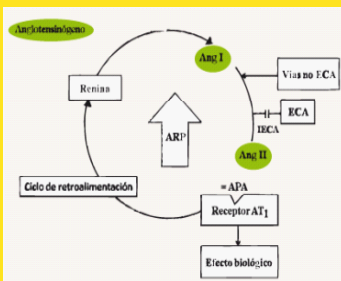 Angiotensinógeno
Ang I
Vías no ECA
Renina
ECA
IECA
ARP
Ang II
= APA
Ciclo de retroalimentación
Receptor AT1
Efecto biológico